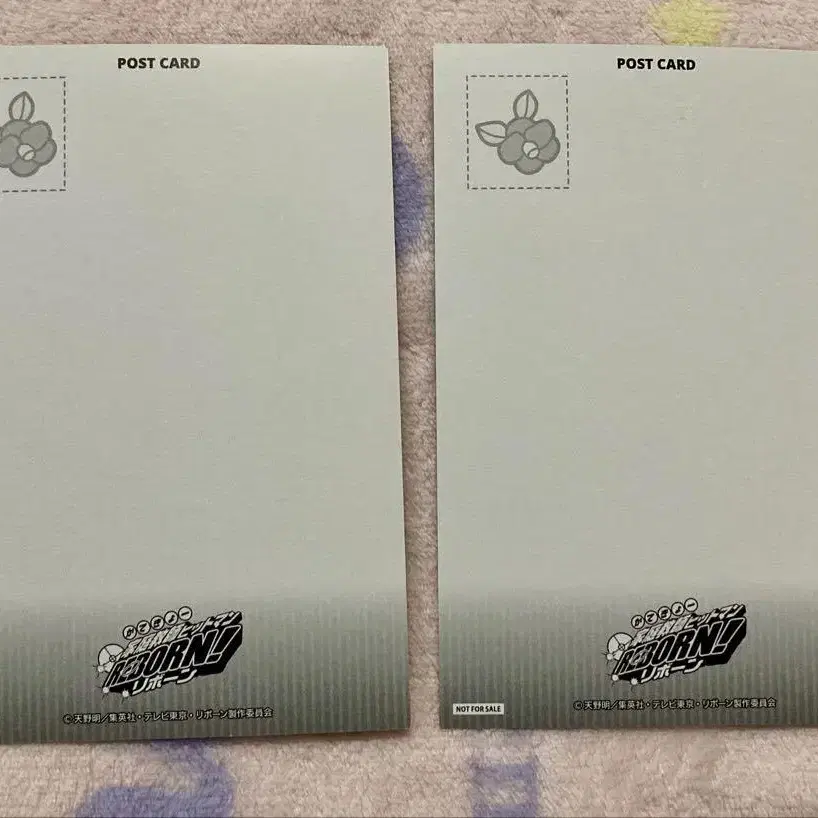 POST CARD
かてきょー
家庭教師ヒットマン
REBORN!
リボーン
© 天野明／集英社・テレビ東京・リボーン製作委員会
POST CARD
かてきょー
家庭教師ヒットマン
REBORN!
リボーン
NOT FOR SALE
© 天野明／集英社・テレビ東京・リボーン製作委員会